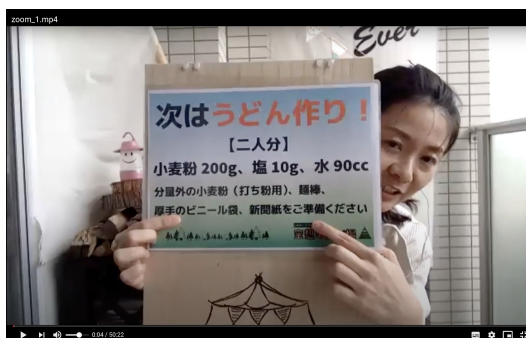 zoom_1.mp4
Ever
次はうどん作り！
【二人分】
小麦粉 200g、塩 10g、水 90cc
分量外の小麦粉（打ち粉用）、麺棒、
厚手のビニール袋、新聞紙をご準備ください
0:04 / 50:22